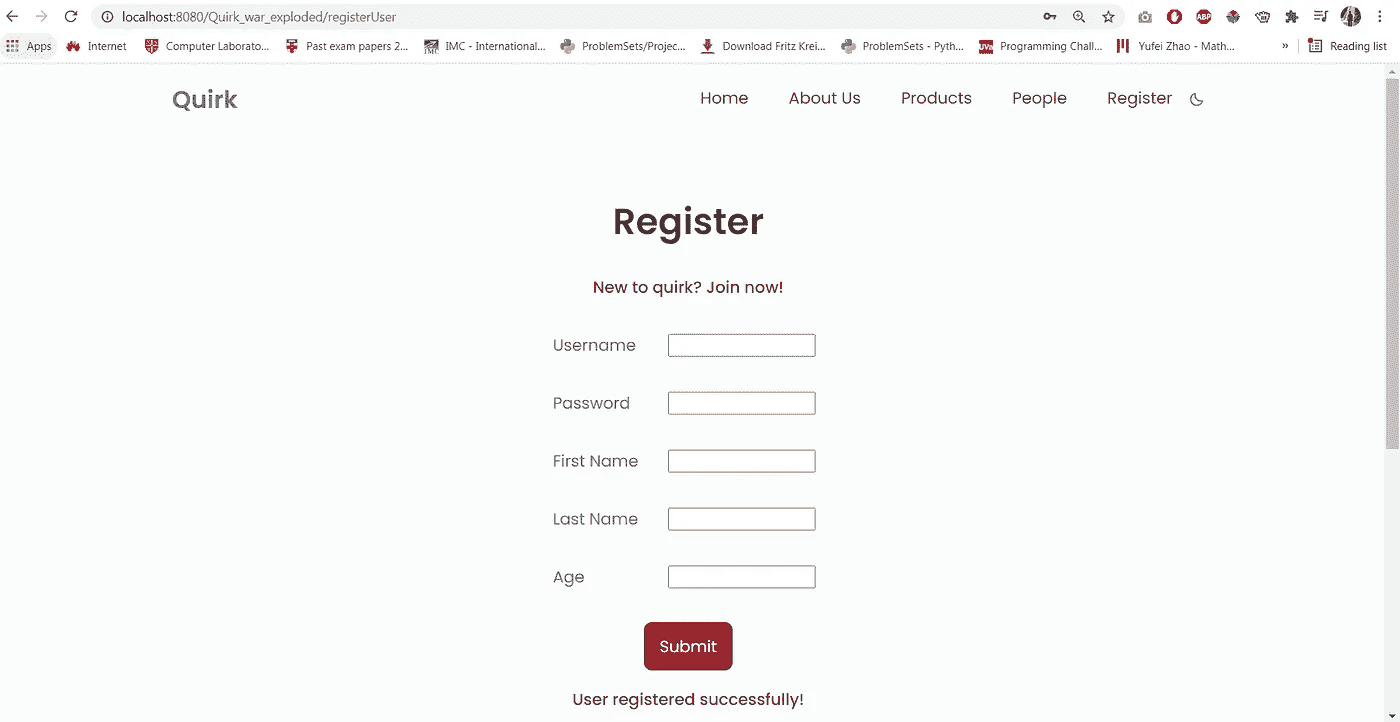 localhost:8080/Quirk_war_exploded/registerUser
Apps Internet Computer Laborato... Past exam papers 2... IMC - International... ProblemSets/Projec... Download Fritz Krei... ProblemSets - Pyth... UVa Programming Chall... Yufei Zhao - Math... » Reading list
Quirk Home About Us Products People Register
Register
New to quirk? Join now!
Username
Password
First Name
Last Name
Age
Submit
User registered successfully!